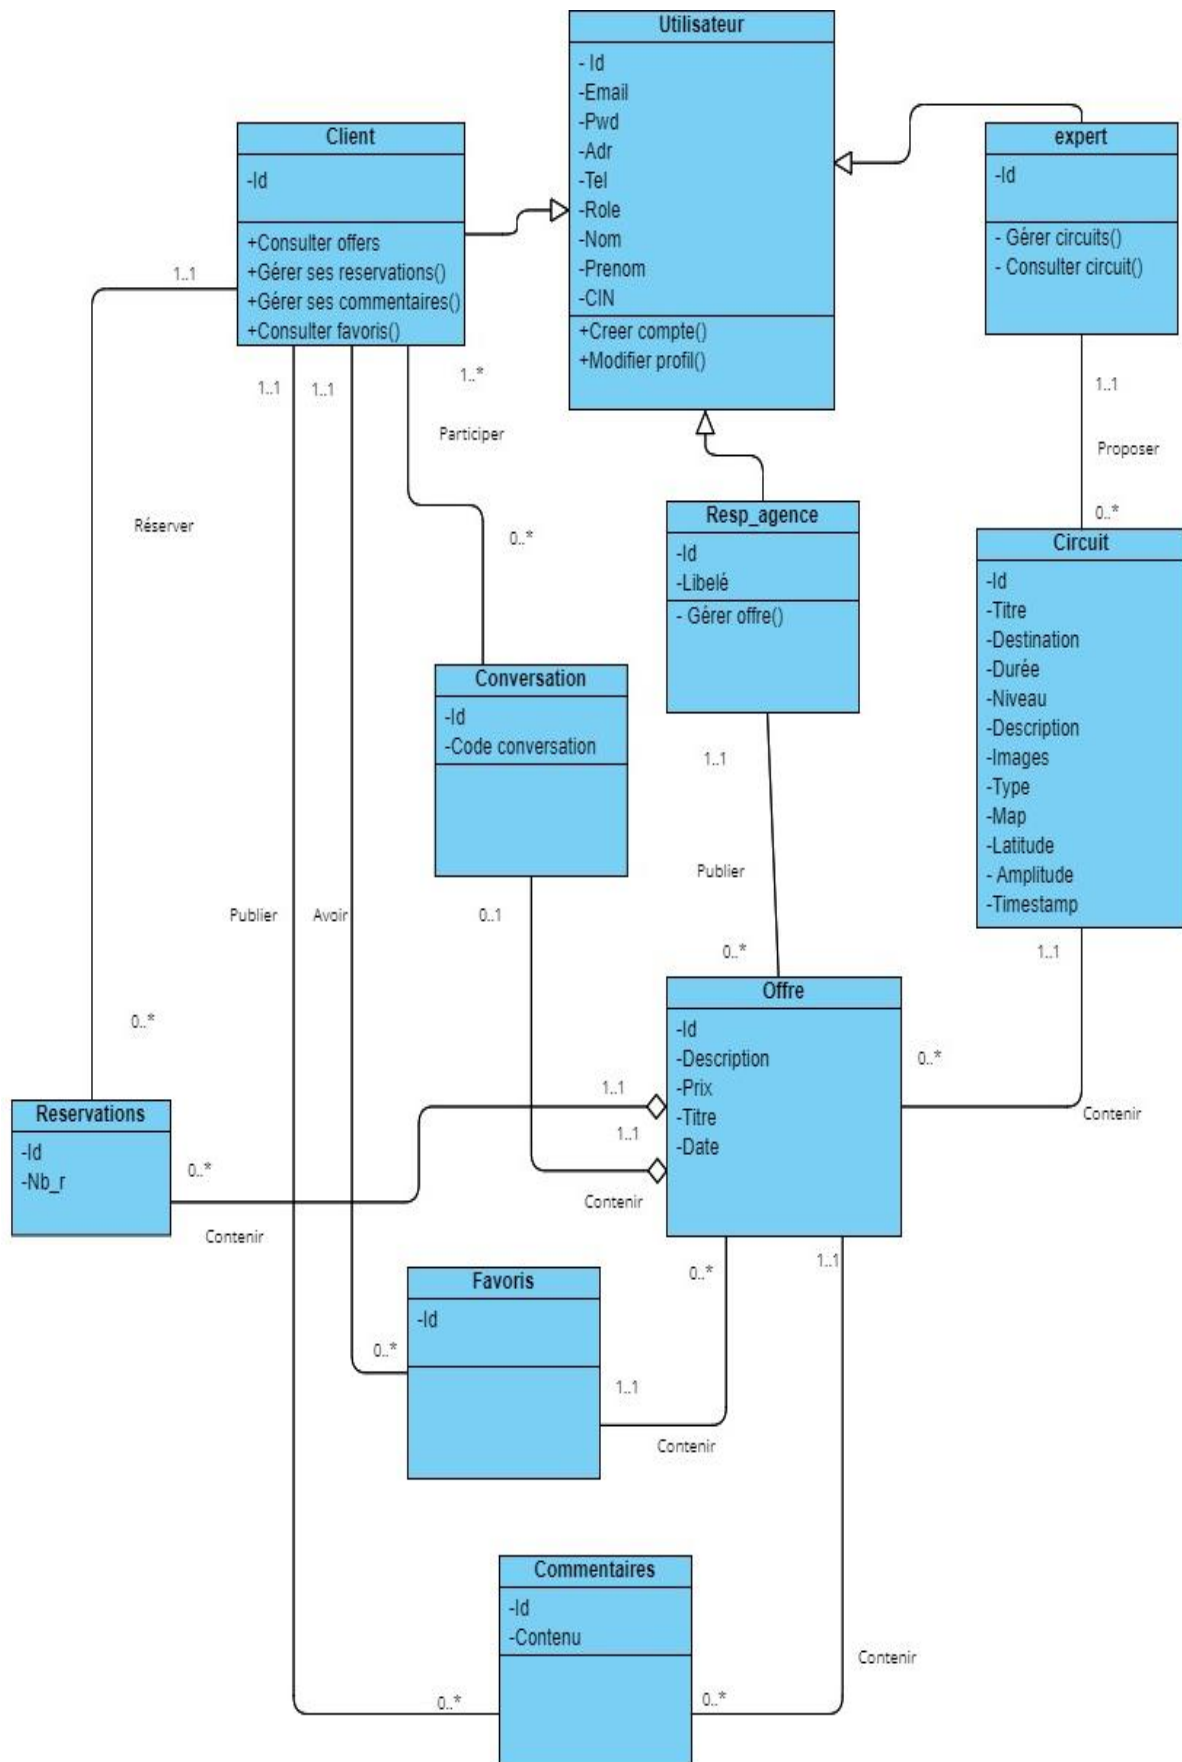 Utilisateur
- Id
-Email
-Pwd
-Adr
-Tel
-Role
-Nom
-Prenom
-CIN
+Creer compte()
+Modifier profil()
Client
-Id
+Consulter offers
+Gérer ses reservations()
+Gérer ses commentaires()
+Consulter favoris()
expert
-Id
- Gérer circuits()
- Consulter circuit()
1..1
1..1
1..1
1..*
Participer
1..1
Proposer
0..*
Réserver
0..*
Resp_agence
-Id
-Libelé
- Gérer offre()
Circuit
-Id
-Titre
-Destination
-Durée
-Niveau
-Description
-Images
-Type
-Map
-Latitude
- Amplitude
-Timestamp
Conversation
-Id
-Code conversation
1..1
Publier
0..*
Publier
Avoir
0..1
1..1
0..*
Offre
-Id
-Description
-Prix
-Titre
-Date
0..*
Contenir
1..1
1..1
Contenir
Reservations
-Id
-Nb_r
0..*
Contenir
0..*
1..1
Favoris
-Id
0..*
1..1
Contenir
Commentaires
-Id
-Contenu
Contenir
0..*
0..*